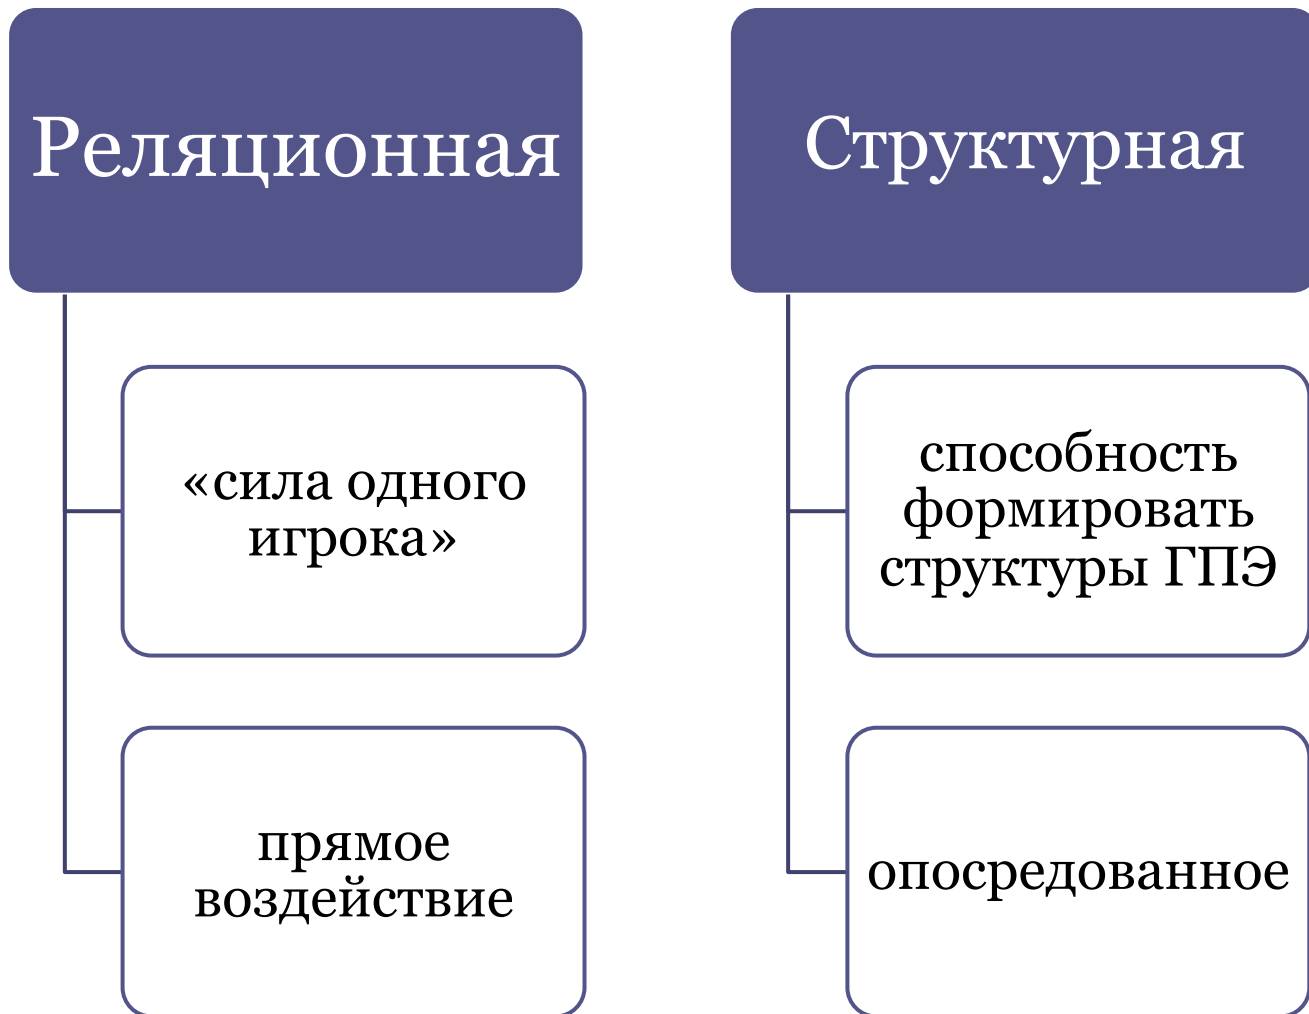 Реляционная
«сила одного
игрока»
прямое
воздействие
Структурная
способность
формировать
структуры ГПЭ
опосредованное